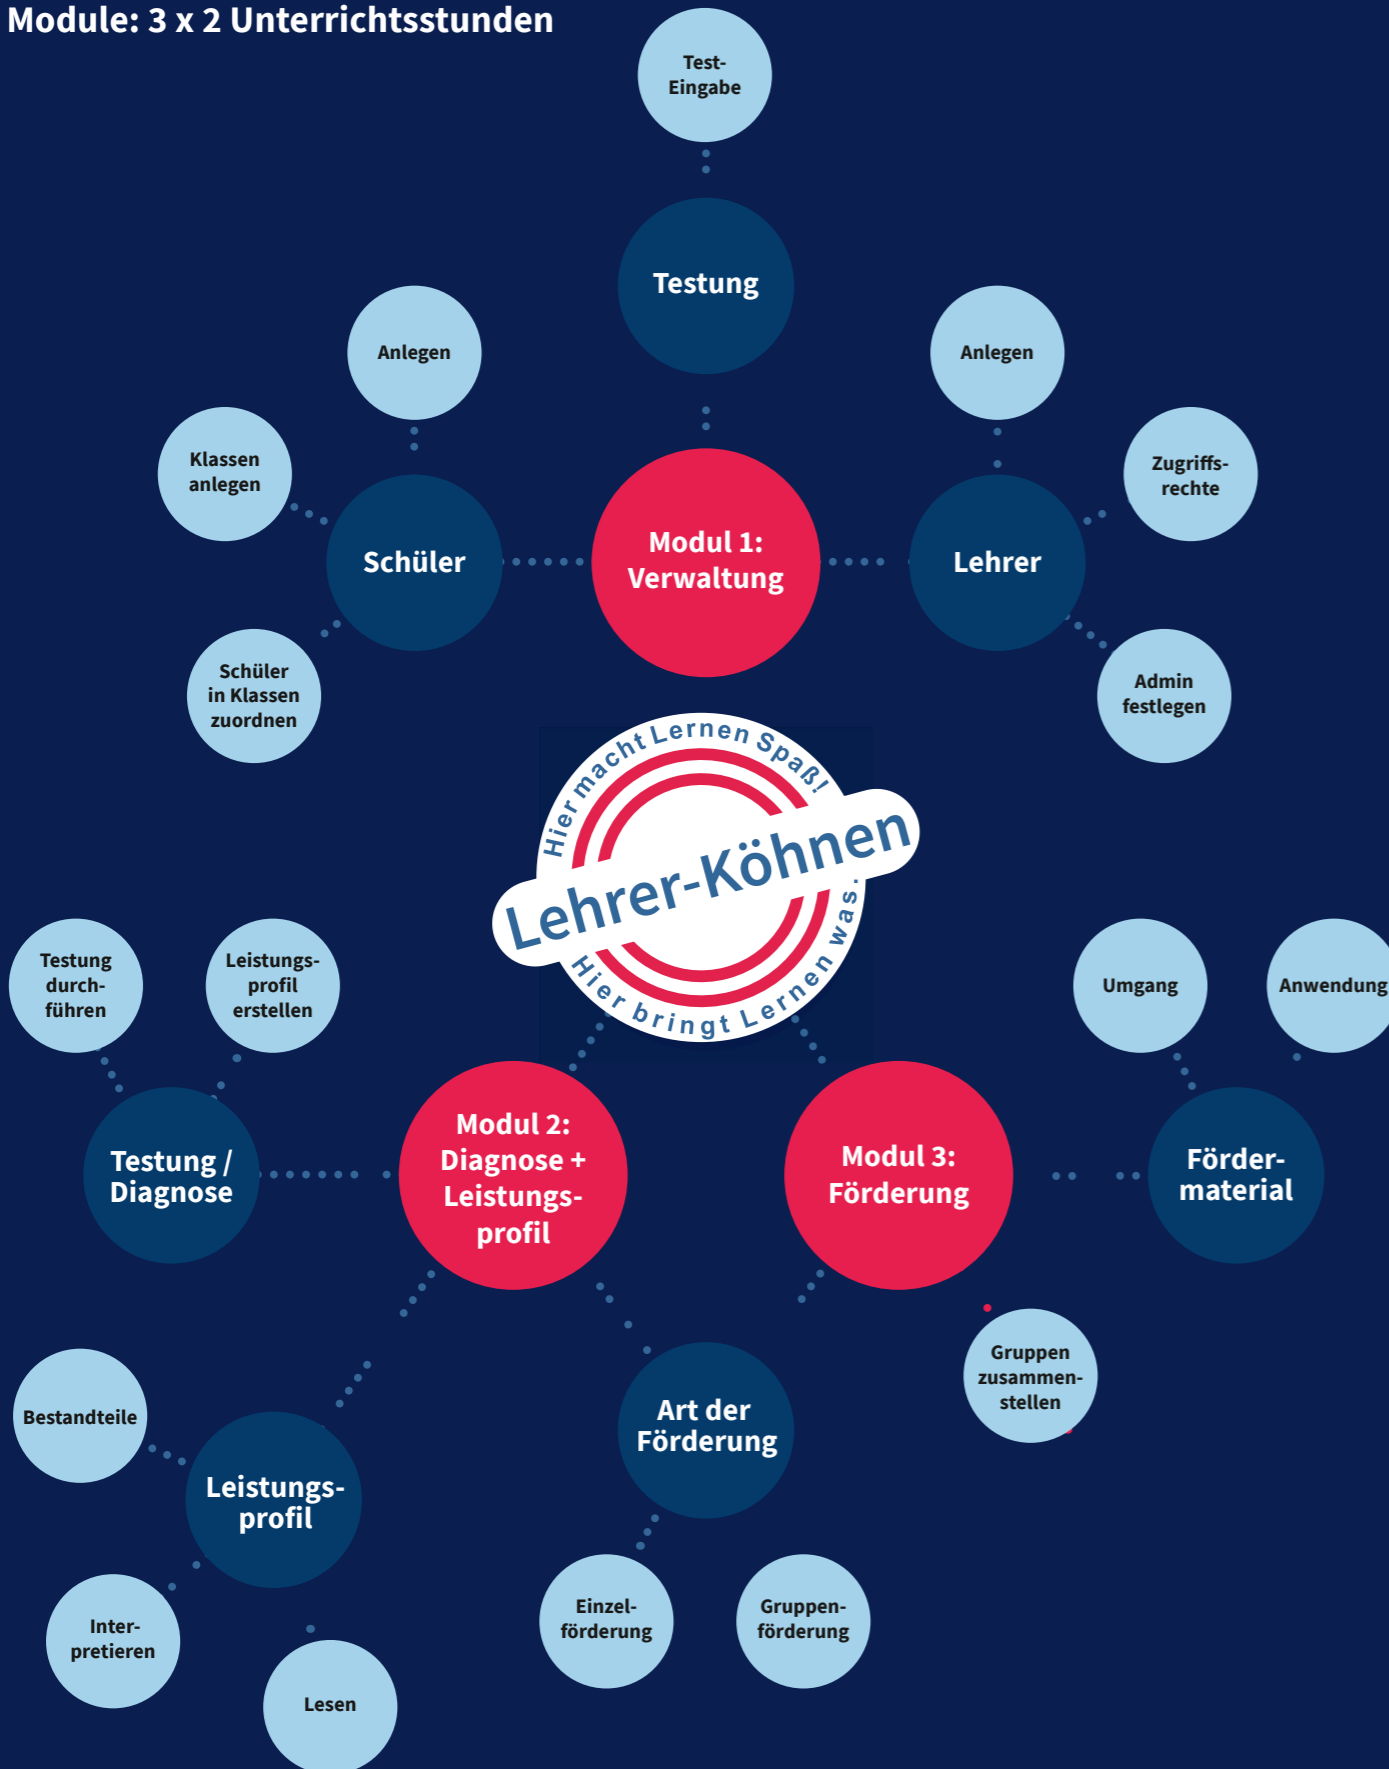 Module: 3 x 2 Unterrichtsstunden
Test-
Eingabe
Testung
Anlegen
Anlegen
Klassen
anlegen
Zugriffs-
rechte
Schüler
Modul 1:
Verwaltung
Lehrer
Schüler
in Klassen
zuordnen
Admin
festlegen
Hier macht Lernen Spaß!
Lehrer-Köhnen
Hier bringt Lernen was.
Testung
durch-
führen
Leistungs-
profil
erstellen
Umgang
Anwendung
Testung /
Diagnose
Modul 2:
Diagnose +
Leistungs-
profil
Modul 3:
Förderung
Förder-
material
Gruppen
zusammen-
stellen
Bestandteile
Art der
Förderung
Leistungs-
profil
Inter-
pretieren
Einzel-
förderung
Gruppen-
förderung
Lesen